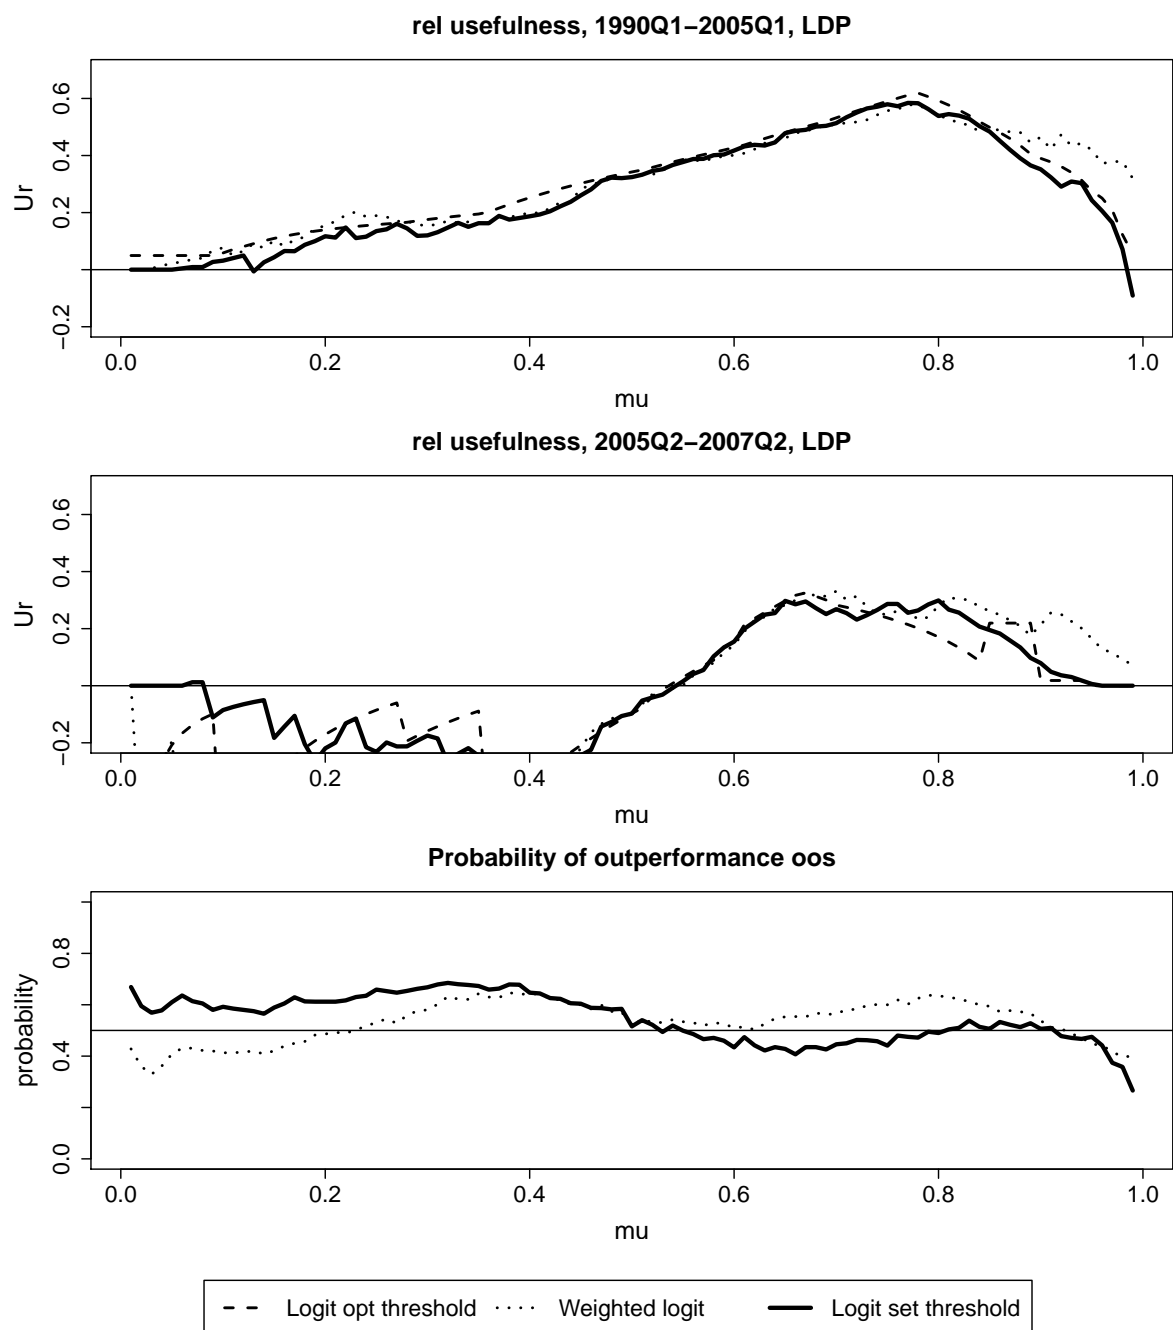 rel usefulness, 1990Q1−2005Q1, LDP
Ur
−0.2 0.2 0.4 0.6
0.0 0.2 0.4 0.6 0.8 1.0
mu
rel usefulness, 2005Q2−2007Q2, LDP
Ur
−0.2 0.2 0.4 0.6
0.0 0.2 0.4 0.6 0.8 1.0
mu
Probability of outperformance oos
probability
0.0 0.4 0.8
0.0 0.2 0.4 0.6 0.8 1.0
mu
Logit opt threshold Weighted logit Logit set threshold